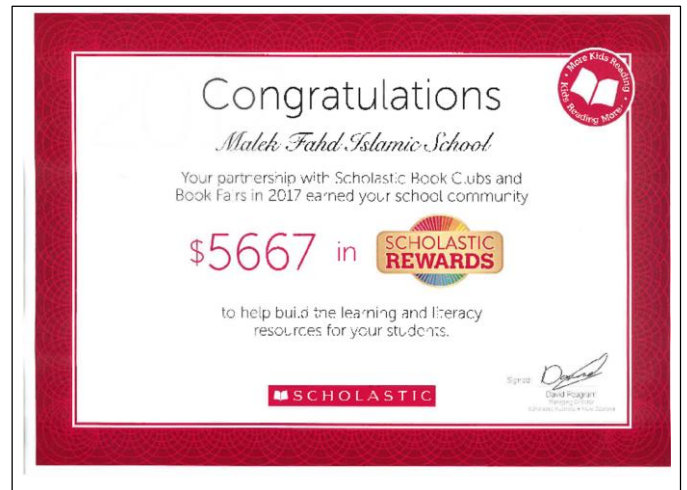 Congratulations
More Kids Reading • Kids Reading More •
Malek Fahd Islamic School
Your partnership with Scholastic Book Clubs and
Book Fairs in 2017 earned your school community
$5667 in SCHOLASTIC REWARDS
to help build the learning and literacy
resources for your students.
SCHOLASTIC
Signed
David Peagram
Managing Director